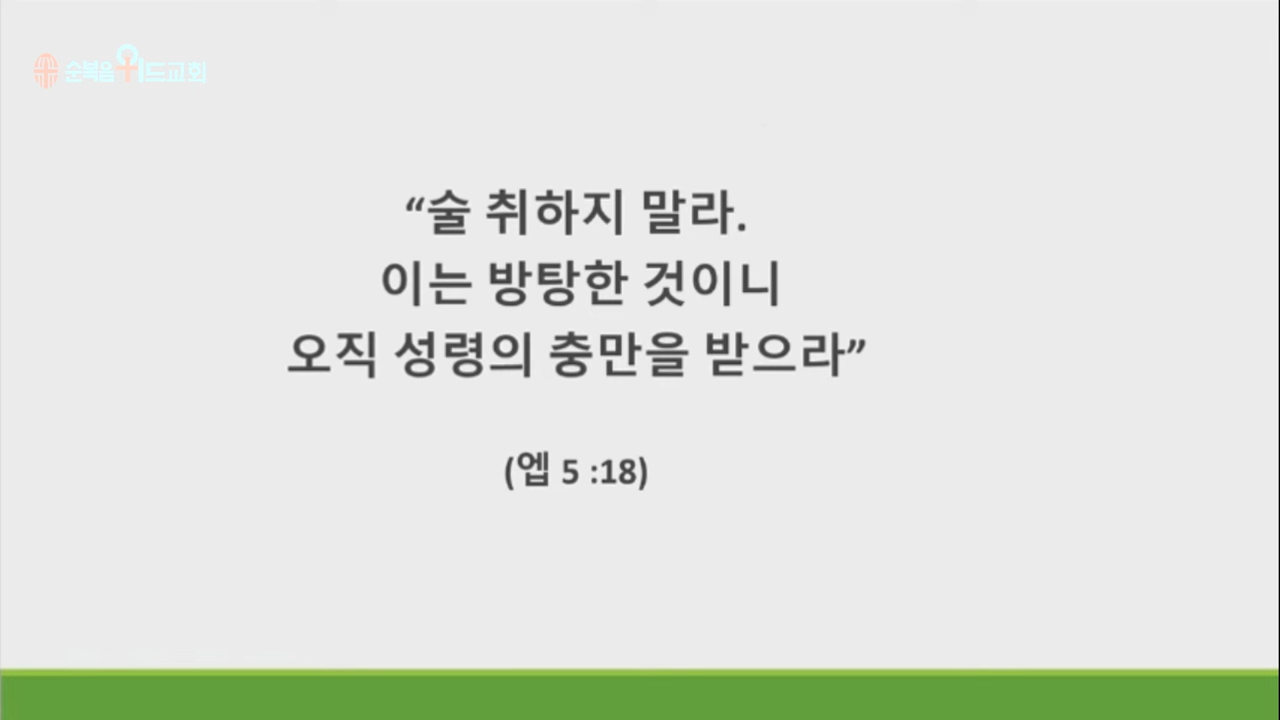 순복음위드교회
“술 취하지 말라.
이는 방탕한 것이니
오직 성령의 충만을 받으라”
(엡 5 :18)